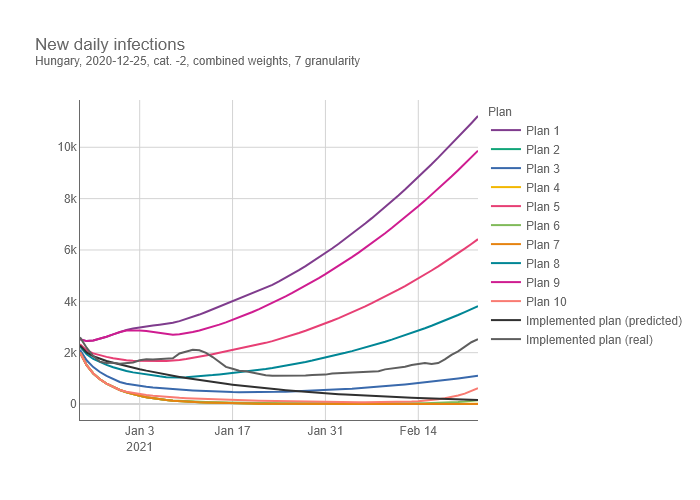 New daily infections
Hungary, 2020-12-25, cat. -2, combined weights, 7 granularity
10k
8k
6k
4k
2k
0
Jan 3
2021
Jan 17
Jan 31
Feb 14
Plan
Plan 1
Plan 2
Plan 3
Plan 4
Plan 5
Plan 6
Plan 7
Plan 8
Plan 9
Plan 10
Implemented plan (predicted)
Implemented plan (real)